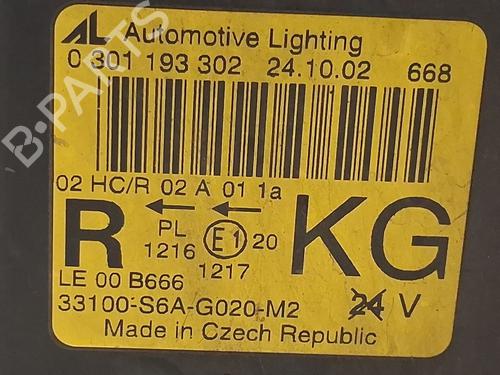 AL Automotive Lighting
0 301 193 302 24.10.02 668
02 HC/R 02 A 01 1a
R ←← KG
PL E1 20
1216 1217
LE 00 B666
33100-S6A-G020-M2 24 V
Made in Czech Republic
B-PARTS